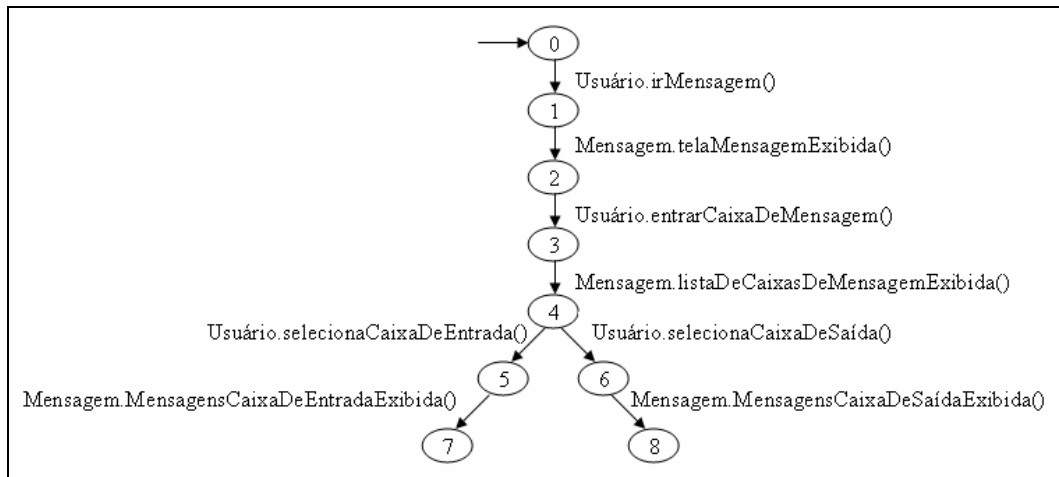 0
Usuário.irMensagem()
1
Mensagem.telaMensagemExibida()
2
Usuário.entrarCaixaDeMensagem()
3
Mensagem.listaDeCaixasDeMensagemExibida()
4
Usuário.selecionaCaixaDeEntrada() Usuário.selecionaCaixaDeSaída()
5 6
Mensagem.MensagensCaixaDeEntradaExibida() Mensagem.MensagensCaixaDeSaídaExibida()
7 8